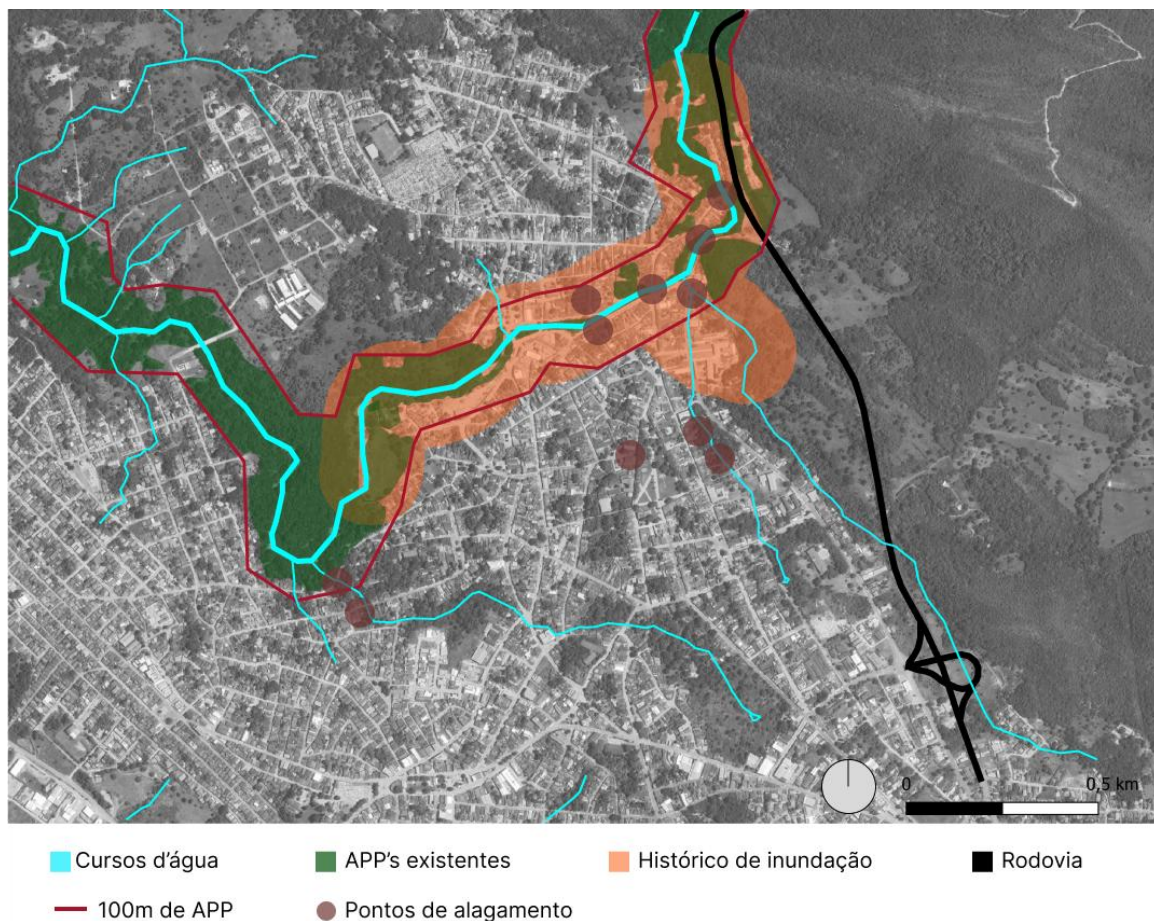 0 0,5 km
Cursos d'água APP's existentes Histórico de inundação Rodovia
100m de APP Pontos de alagamento